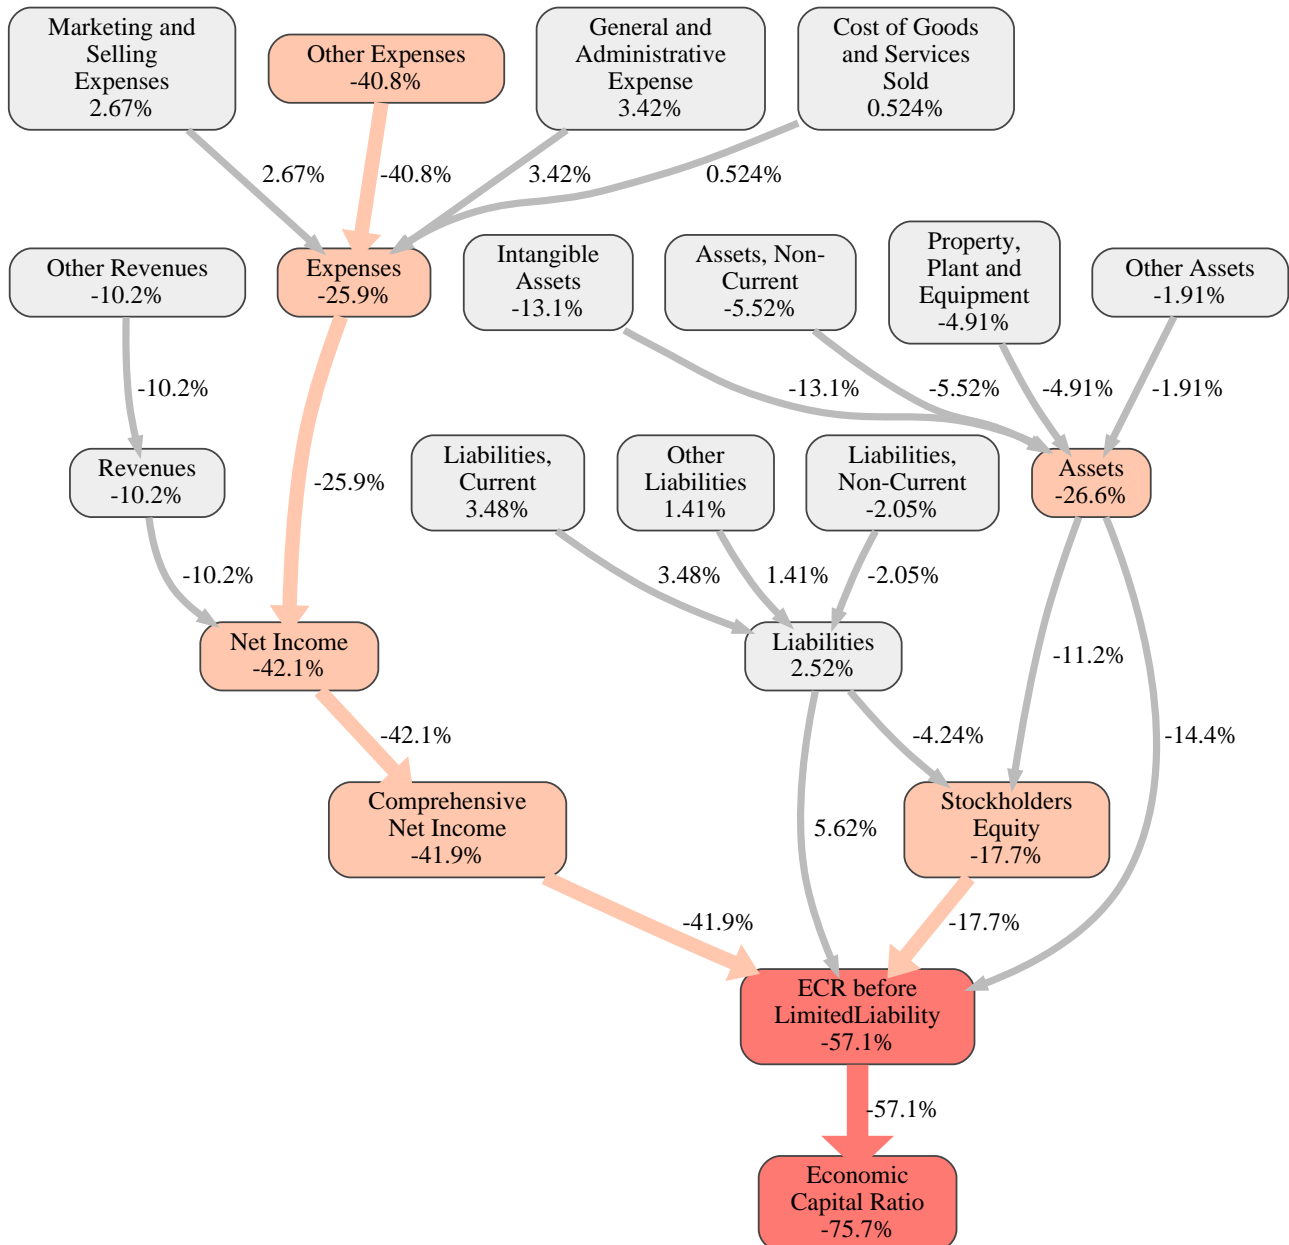 Marketing and
Selling
Expenses
2.67%
Other Expenses
-40.8%
General and
Administrative
Expense
3.42%
Cost of Goods
and Services
Sold
0.524%
2.67%
-40.8%
3.42%
0.524%
Other Revenues
-10.2%
Expenses
-25.9%
Intangible
Assets
-13.1%
Assets, Non-
Current
-5.52%
Property,
Plant and
Equipment
-4.91%
Other Assets
-1.91%
-10.2%
-13.1%
-5.52%
-4.91%
-1.91%
Revenues
-10.2%
-25.9%
Liabilities,
Current
3.48%
Other
Liabilities
1.41%
Liabilities,
Non-Current
-2.05%
Assets
-26.6%
-10.2%
3.48%
1.41%
-2.05%
Net Income
-42.1%
Liabilities
2.52%
-11.2%
-42.1%
-4.24%
-14.4%
Comprehensive
Net Income
-41.9%
5.62%
Stockholders
Equity
-17.7%
-41.9%
-17.7%
ECR before
LimitedLiability
-57.1%
-57.1%
Economic
Capital Ratio
-75.7%